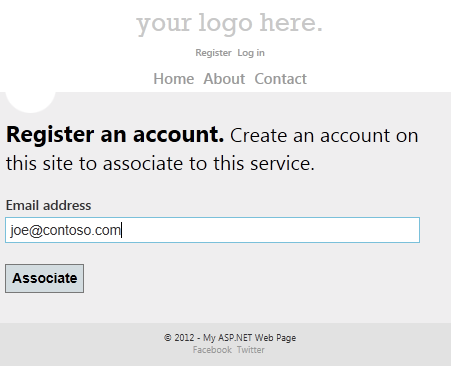 your logo here.
Register Log in
Home About Contact
Register an account. Create an account on
this site to associate to this service.
Email address
joe@contoso.com
Associate
© 2012 - My ASP.NET Web Page
Facebook Twitter